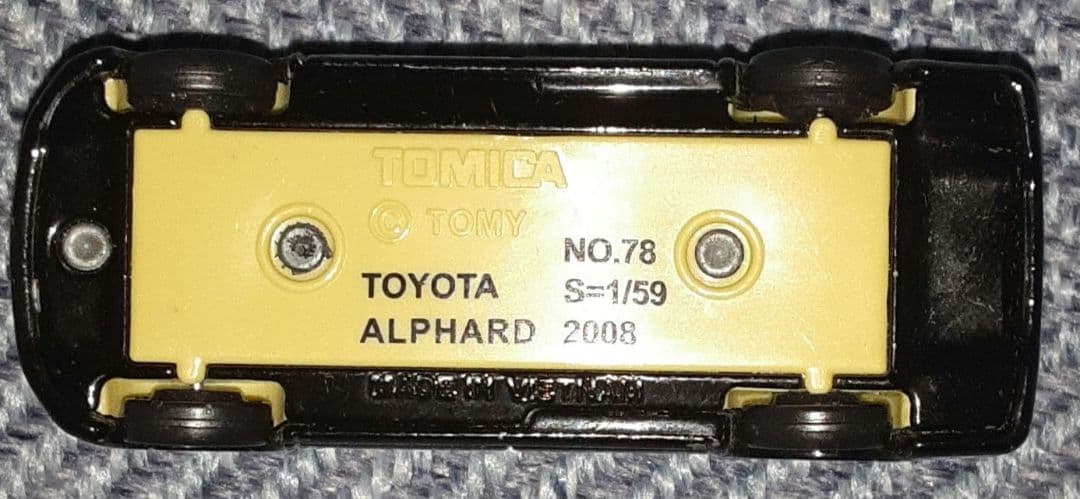 TOMICA
© TOMY
NO.78
TOYOTA S=1/59
ALPHARD 2008
MADE IN VIETNAM